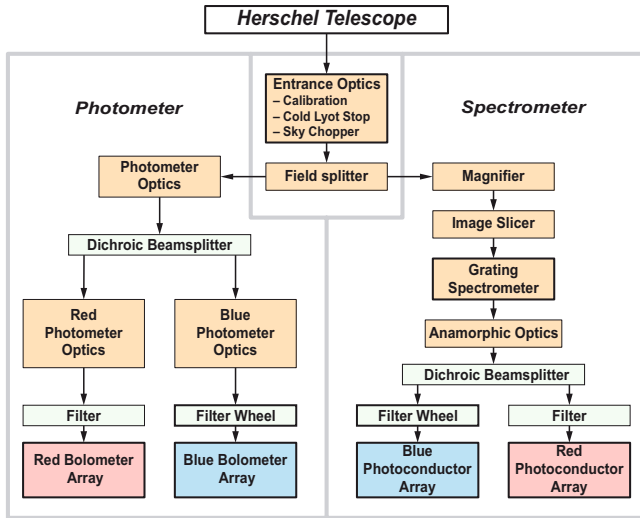 Herschel Telescope
Entrance Optics
– Calibration
– Cold Lyot Stop
– Sky Chopper
Photometer
Spectrometer
Photometer
Optics
Field splitter
Magnifier
Dichroic Beamsplitter
Image Slicer
Grating
Spectrometer
Red
Photometer
Optics
Blue
Photometer
Optics
Anamorphic Optics
Dichroic Beamsplitter
Filter
Filter Wheel
Filter Wheel
Filter
Red Bolometer
Array
Blue Bolometer
Array
Blue
Photoconductor
Array
Red
Photoconductor
Array